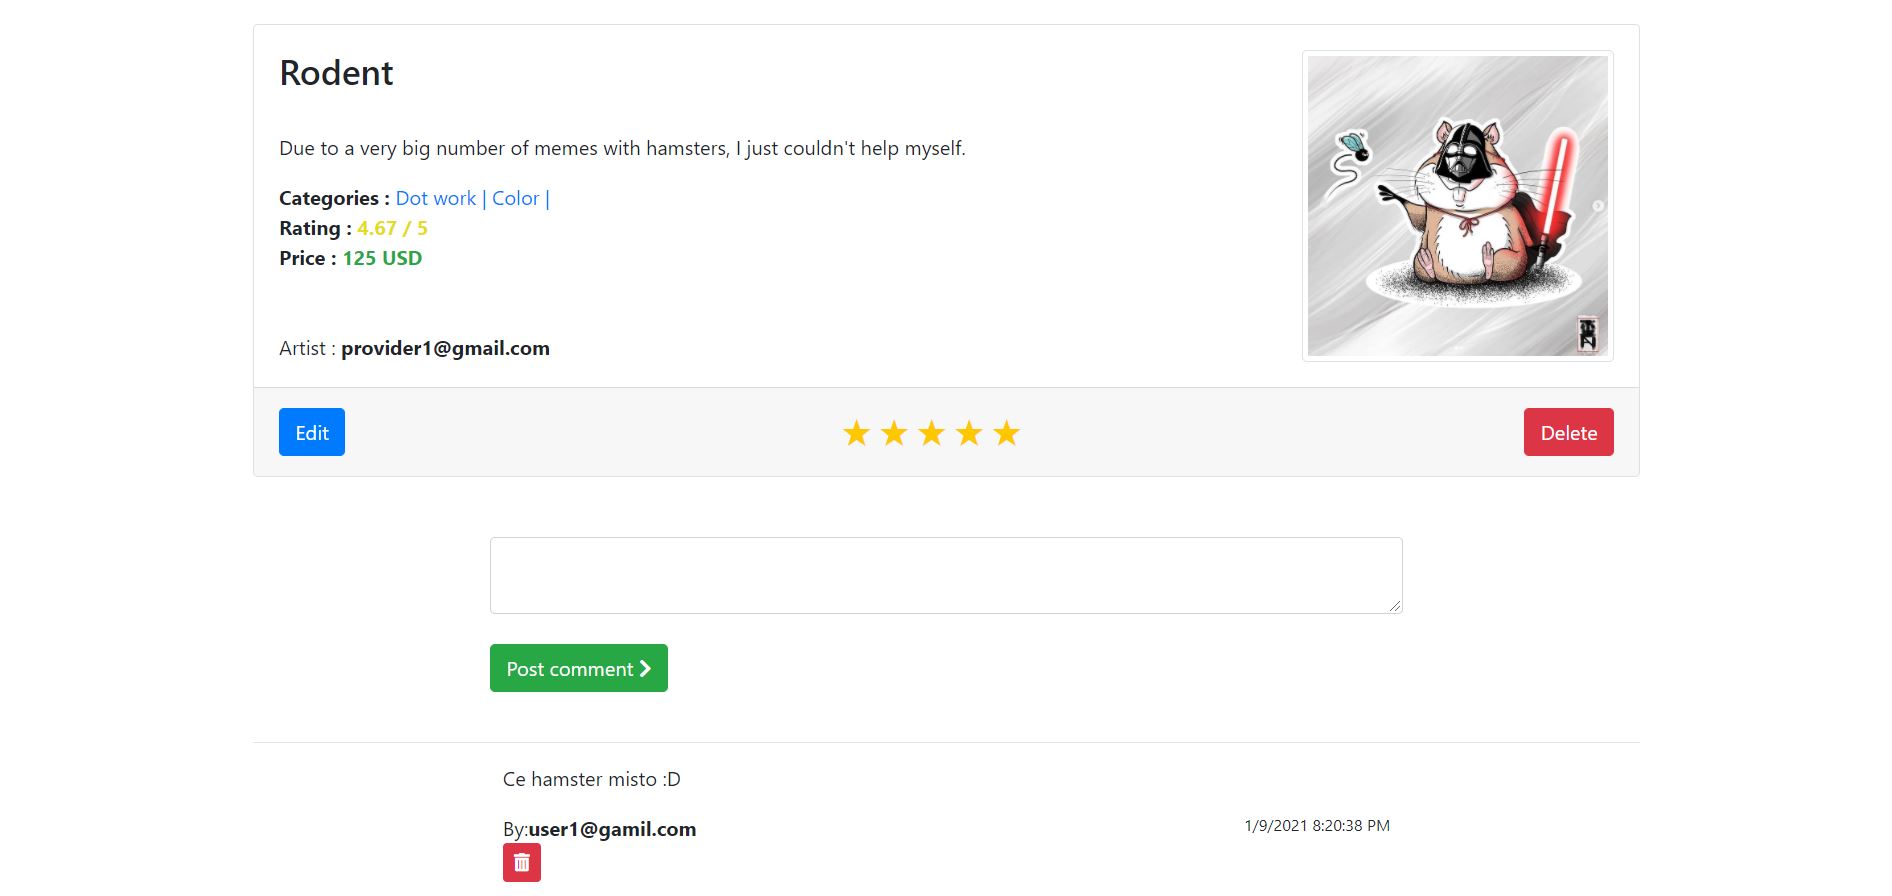 Rodent
Due to a very big number of memes with hamsters, I just couldn't help myself.
Categories : Dot work | Color |
Rating : 4.67 / 5
Price : 125 USD
Artist : provider1@gmail.com
Edit
Delete
Post comment
Ce hamster misto :D
By:user1@gamil.com
1/9/2021 8:20:38 PM